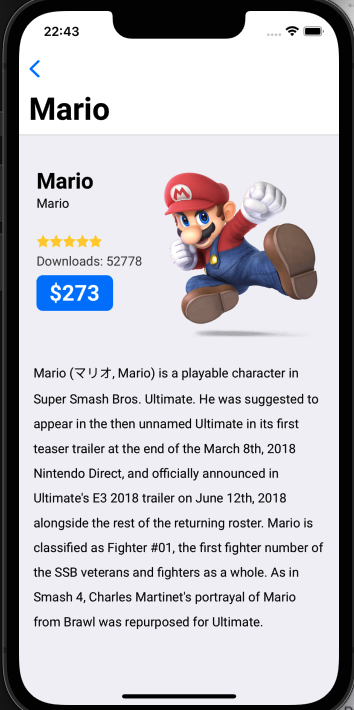 22:43
Mario
Mario
Mario
Downloads: 52778
$273
Mario (マリオ, Mario) is a playable character in
Super Smash Bros. Ultimate. He was suggested to
appear in the then unnamed Ultimate in its first
teaser trailer at the end of the March 8th, 2018
Nintendo Direct, and officially announced in
Ultimate's E3 2018 trailer on June 12th, 2018
alongside the rest of the returning roster. Mario is
classified as Fighter #01, the first fighter number of
the SSB veterans and fighters as a whole. As in
Smash 4, Charles Martinet's portrayal of Mario
from Brawl was repurposed for Ultimate.